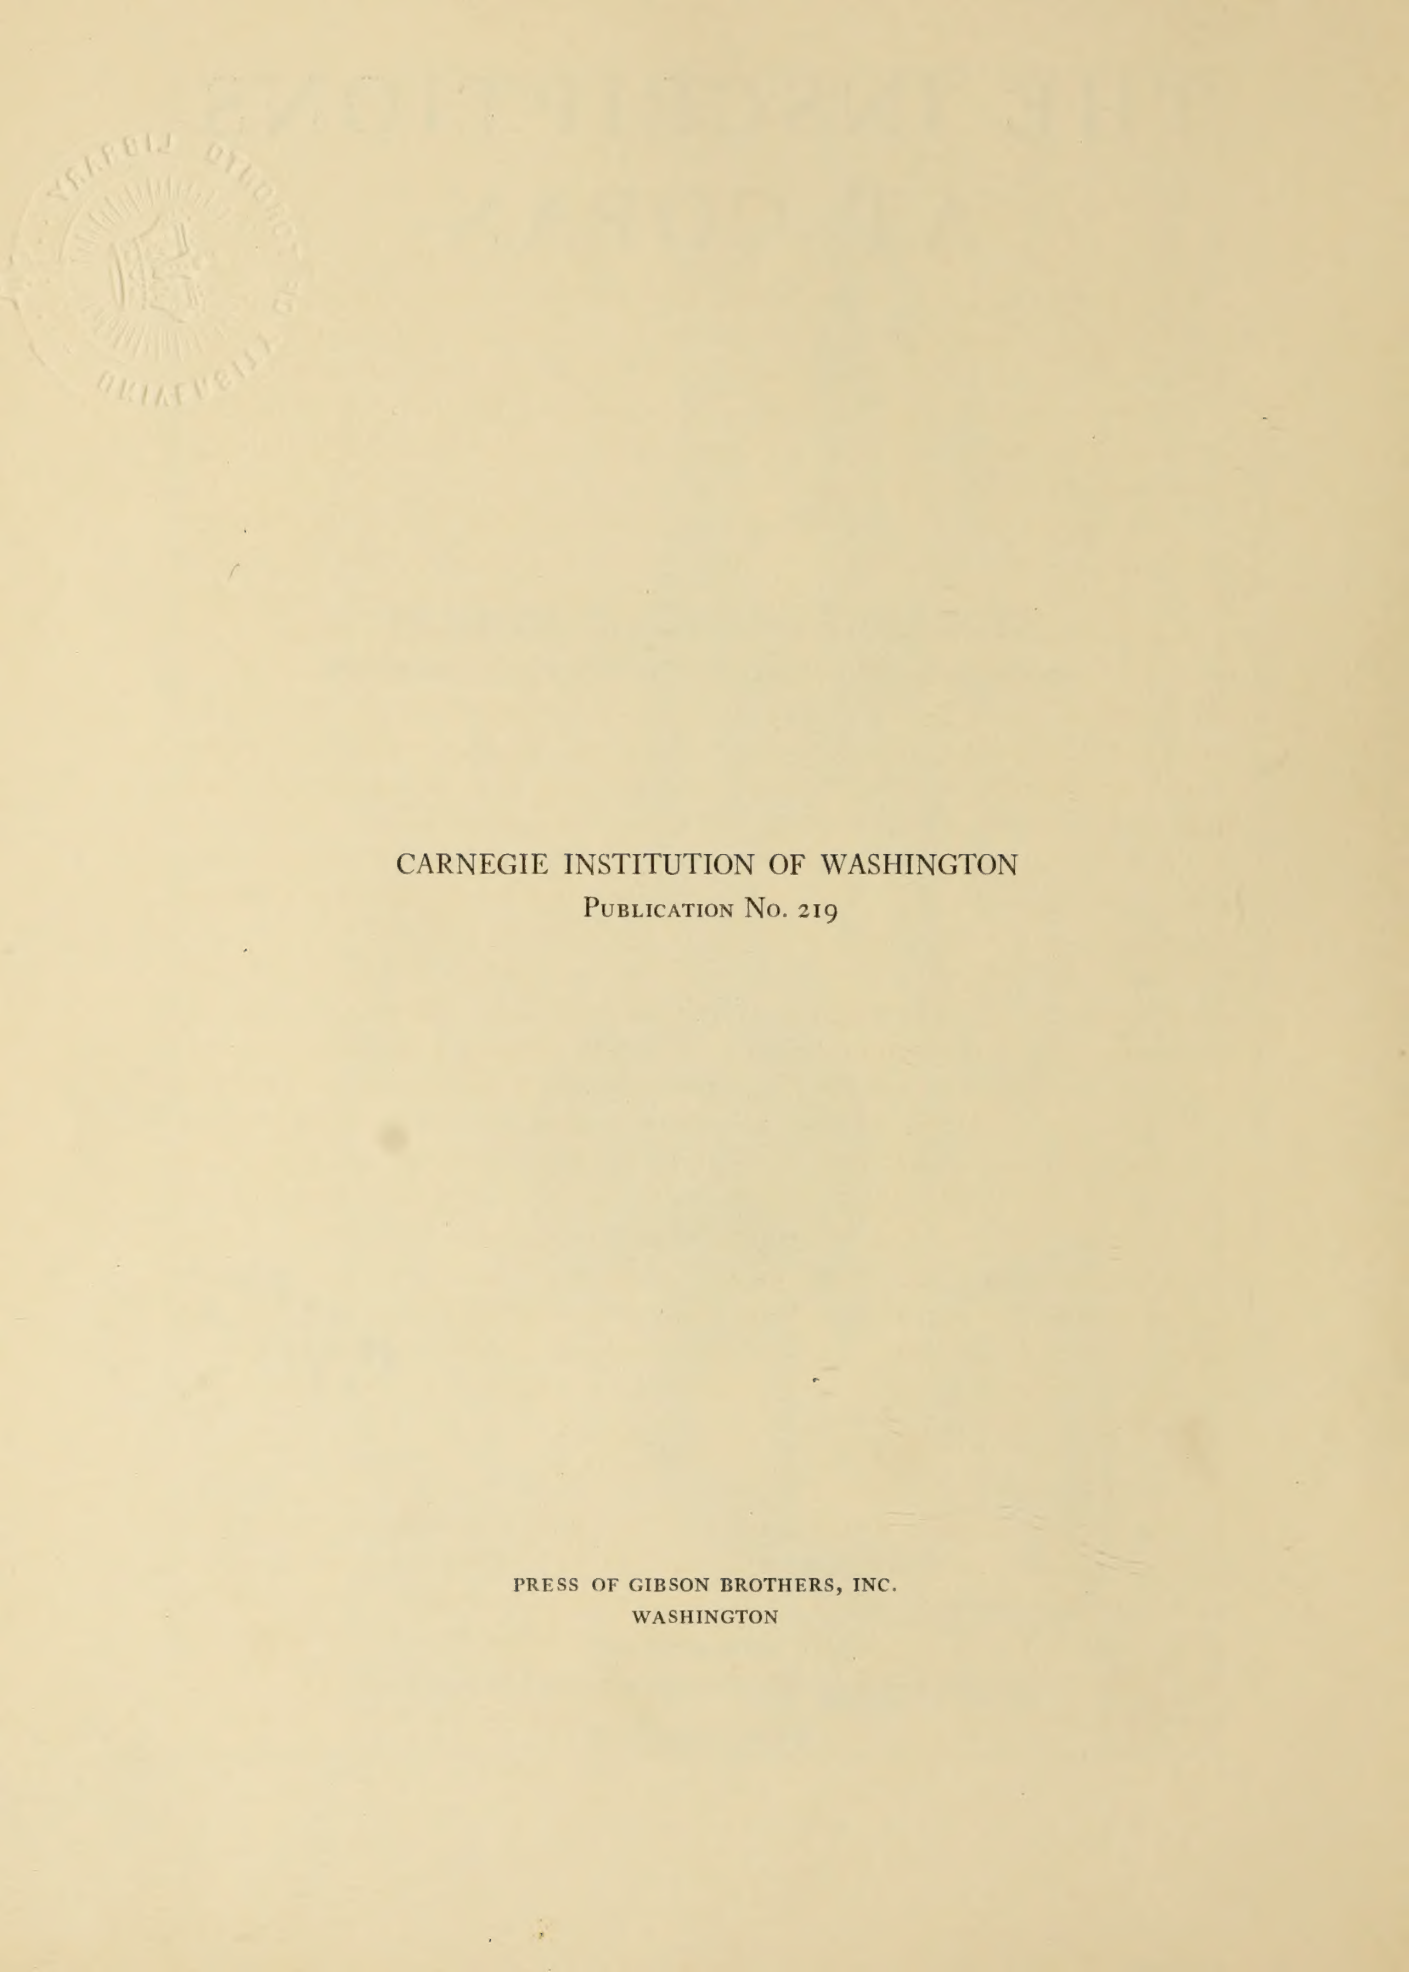 CARNEGIE INSTITUTION OF WASHINGTON
PUBLICATION NO. 219
PRESS OF GIBSON BROTHERS, INC.
WASHINGTON